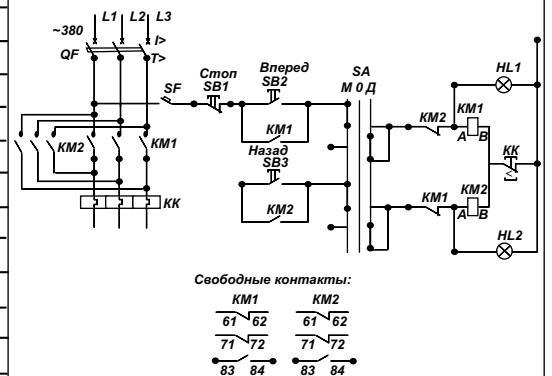 L1 L2 L3
~380
QF
I>
T>
SF
Стоп
SB1
Вперед
SB2
SA
М О Д
HL1
KM2
KM1
A B
KM1
KM2
KM1
Назад
SB3
KM2
KK
KM1
KM2
A B
HL2
KK
Свободные контакты:
KM1 KM2
61 62 61 62
71 72 71 72
83 84 83 84